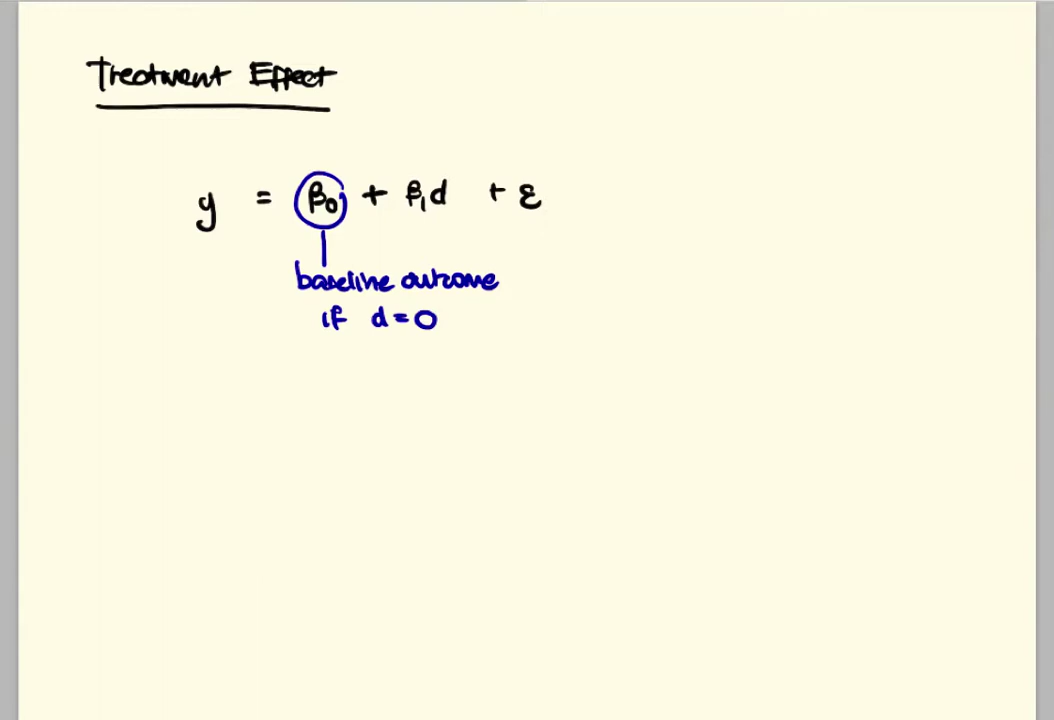 Treatment Effect
y = β₀ + β₁d + ε
baseline outcome
if d=0